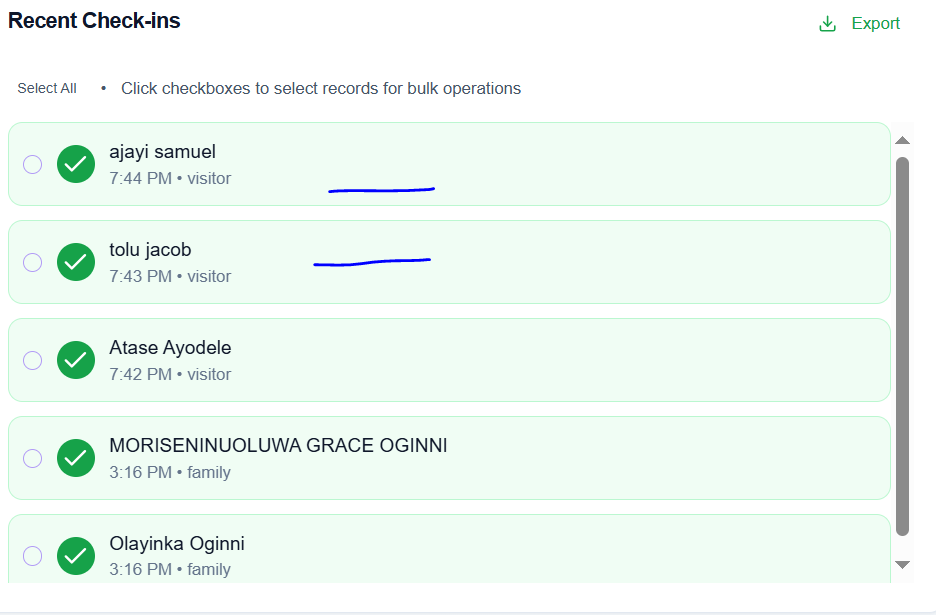 Recent Check-ins
Export
Select All • Click checkboxes to select records for bulk operations
ajayi samuel
7:44 PM • visitor
tolu jacob
7:43 PM • visitor
Atase Ayodele
7:42 PM • visitor
MORISENINUOLUWA GRACE OGINNI
3:16 PM • family
Olayinka Oginni
3:16 PM • family